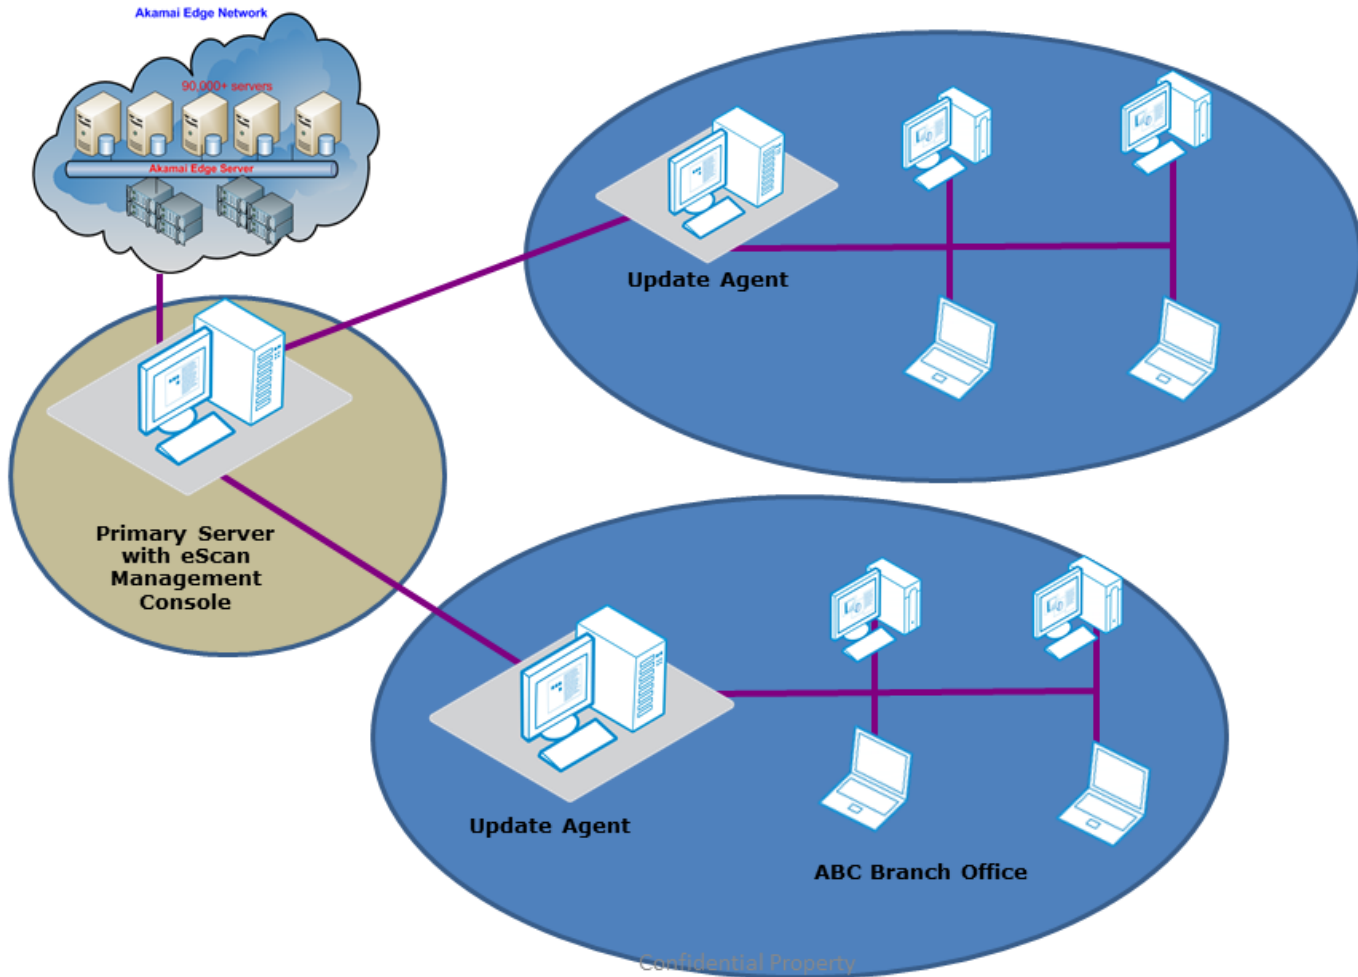 Akamai Edge Network
90,000+ servers
Akamai Edge Server
Update Agent
Primary Server
with eScan
Management
Console
Update Agent
ABC Branch Office
Confidential Property